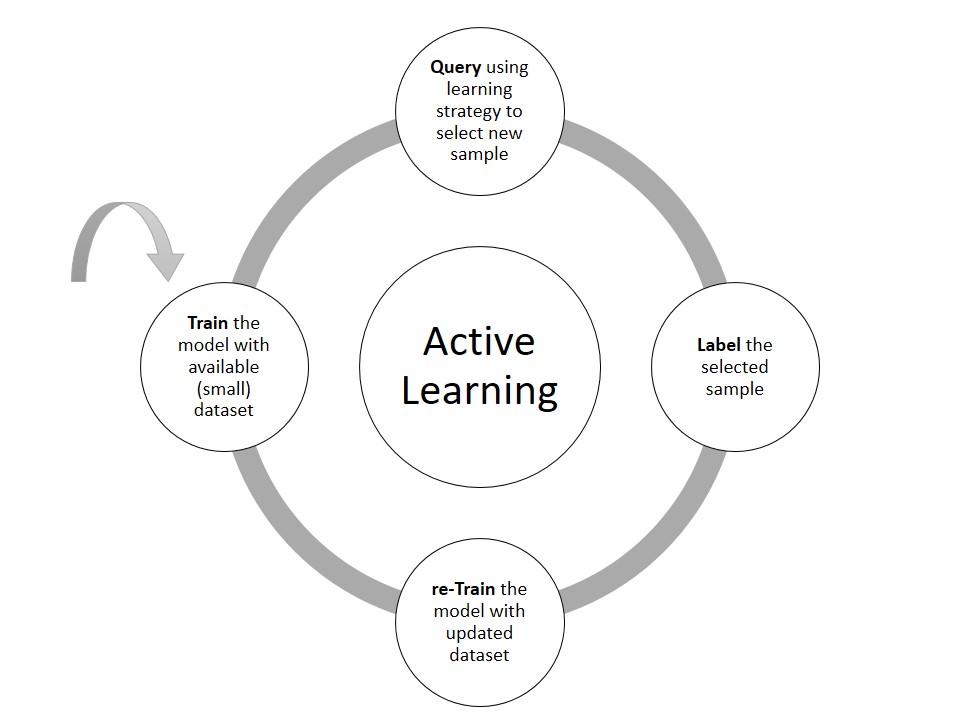 Query using
learning
strategy to
select new
sample
Train the
model with
available
(small)
dataset
Active
Learning
Label the
selected
sample
re-Train the
model with
updated
dataset